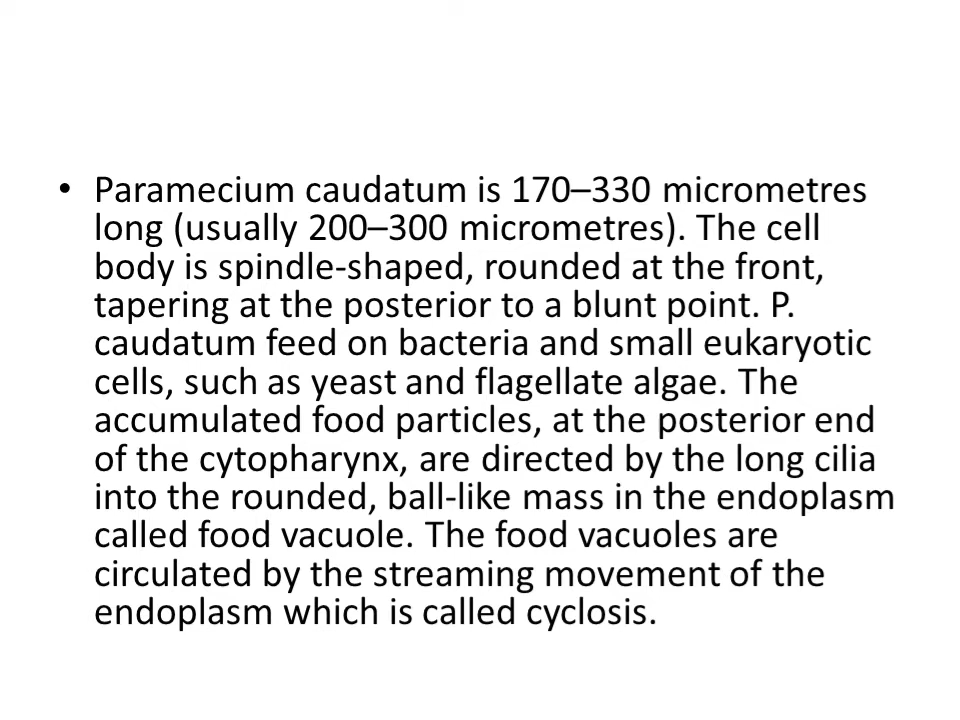 • Paramecium caudatum is 170–330 micrometres
long (usually 200–300 micrometres). The cell
body is spindle-shaped, rounded at the front,
tapering at the posterior to a blunt point. P.
caudatum feed on bacteria and small eukaryotic
cells, such as yeast and flagellate algae. The
accumulated food particles, at the posterior end
of the cytopharynx, are directed by the long cilia
into the rounded, ball-like mass in the endoplasm
called food vacuole. The food vacuoles are
circulated by the streaming movement of the
endoplasm which is called cyclosis.